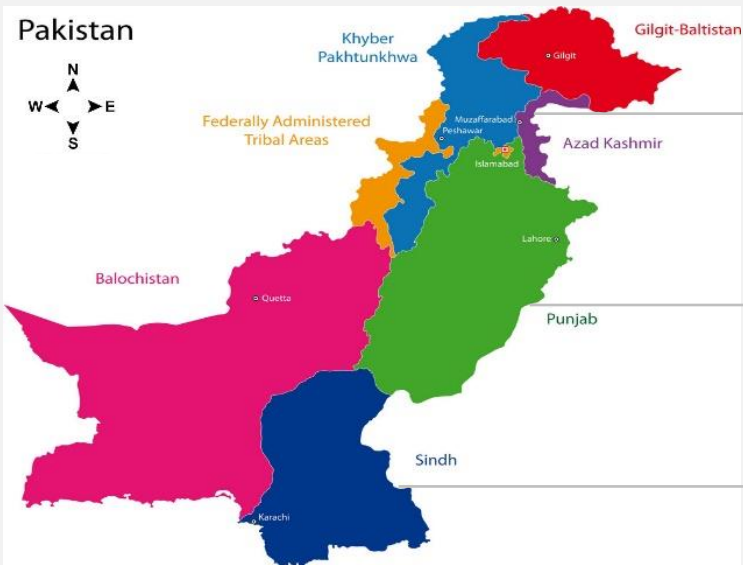 Pakistan
N
W E
S
Khyber
Pakhtunkhwa
Gilgit-Baltistan
Gilgit
Federally Administered
Tribal Areas
Muzaffarabad
Peshawar
Azad Kashmir
Islamabad
Lahore
Balochistan
Quetta
Punjab
Sindh
Karachi